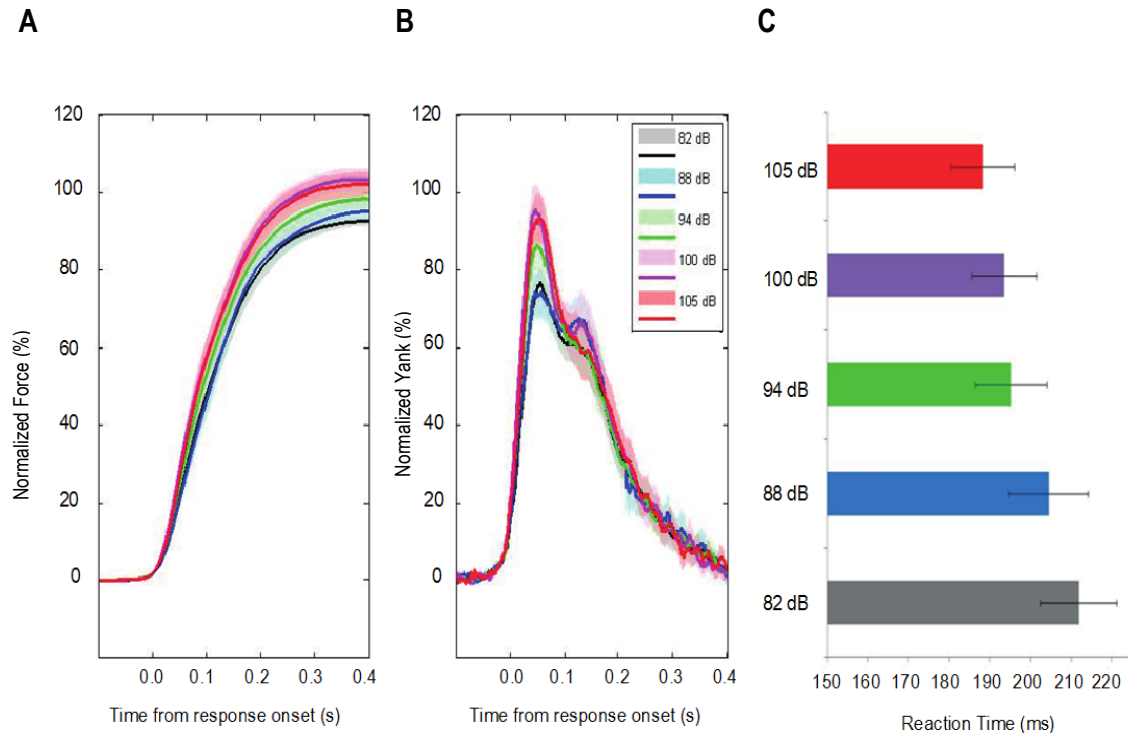 A
B
C
120
100
80
60
40
20
0
Normalized Force (%)
0.0 0.1 0.2 0.3 0.4
Time from response onset (s)
120
100
80
60
40
20
0
Normalized Yank (%)
82 dB
88 dB
94 dB
100 dB
105 dB
0.0 0.1 0.2 0.3 0.4
Time from response onset (s)
105 dB
100 dB
94 dB
88 dB
82 dB
150 160 170 180 190 200 210 220
Reaction Time (ms)